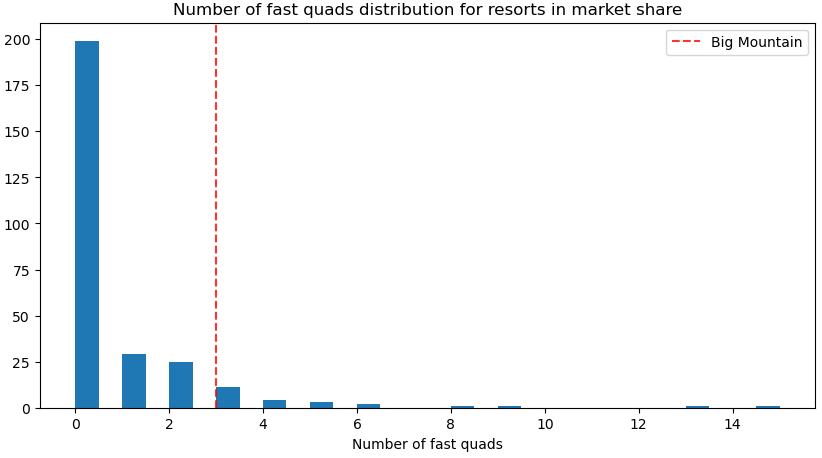 Number of fast quads distribution for resorts in market share
Big Mountain
200
175
150
125
100
75
50
25
0
0 2 4 6 8 10 12 14
Number of fast quads